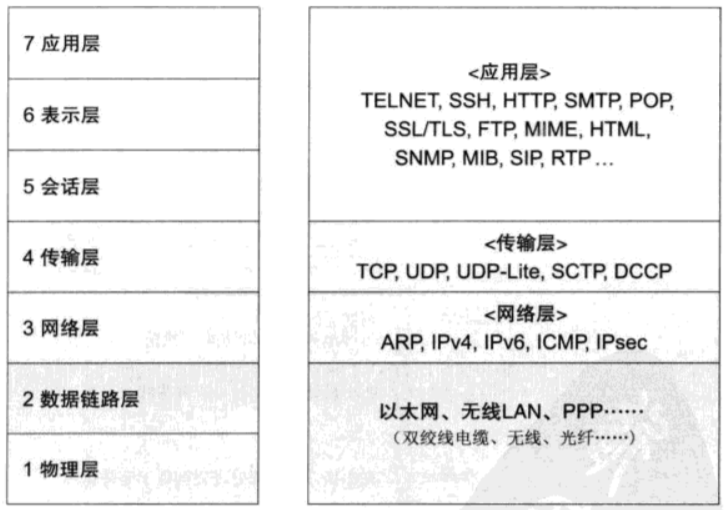 7 应用层
6 表示层
5 会话层
4 传输层
3 网络层
2 数据链路层
1 物理层
<应用层>
TELNET, SSH, HTTP, SMTP, POP,
SSL/TLS, FTP, MIME, HTML,
SNMP, MIB, SIP, RTP ...
<传输层>
TCP, UDP, UDP-Lite, SCTP, DCCP
<网络层>
ARP, IPv4, IPv6, ICMP, IPsec
以太网、无线LAN、PPP……
（双绞线电缆、无线、光纤……）